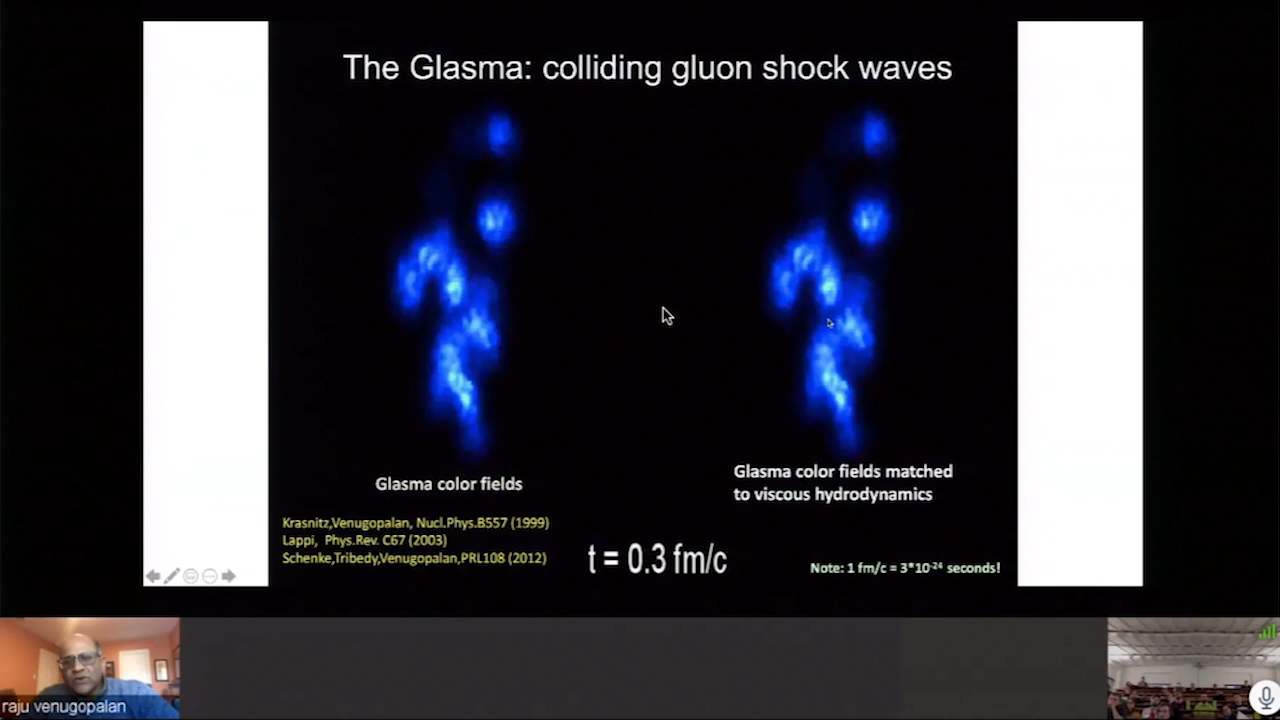 The Glasma: colliding gluon shock waves
Glasma color fields
Glasma color fields matched
to viscous hydrodynamics
Krasnitz,Venugopalan, Nucl.Phys.B557 (1999)
Lappi, Phys.Rev. C67 (2003)
Schenke,Tribedy,Venugopalan,PRL108 (2012)
t = 0.3 fm/c
Note: 1 fm/c = 3*10⁻²⁴ seconds!
raju venugopalan